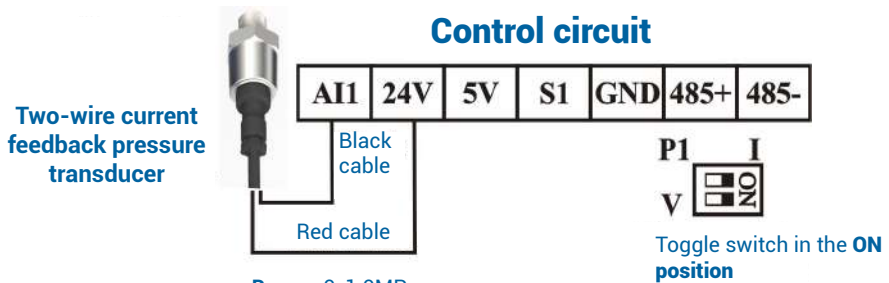 Control circuit
AI1 24V 5V S1 GND 485+ 485-
Two-wire current
feedback pressure
transducer
Black
cable
Red cable
P1 I
V
ON
Toggle switch in the ON
position